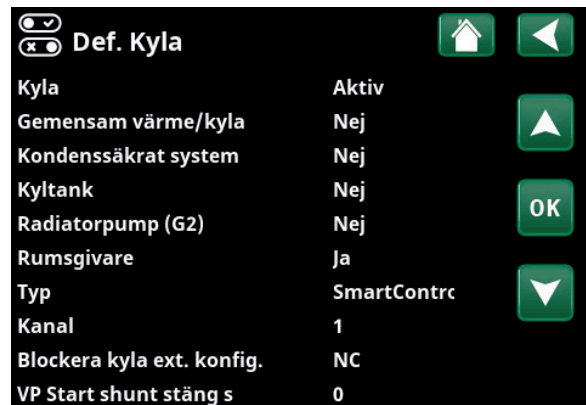 Def. Kyla
Kyla Aktiv
Gemensam värme/kyla Nej
Kondenssäkrat system Nej
Kyltank Nej
Radiatorpump (G2) Nej
OK
Rumsgivare Ja
Typ SmartContrc
Kanal 1
Blockera kyla ext. konfig. NC
VP Start shunt stäng s 0